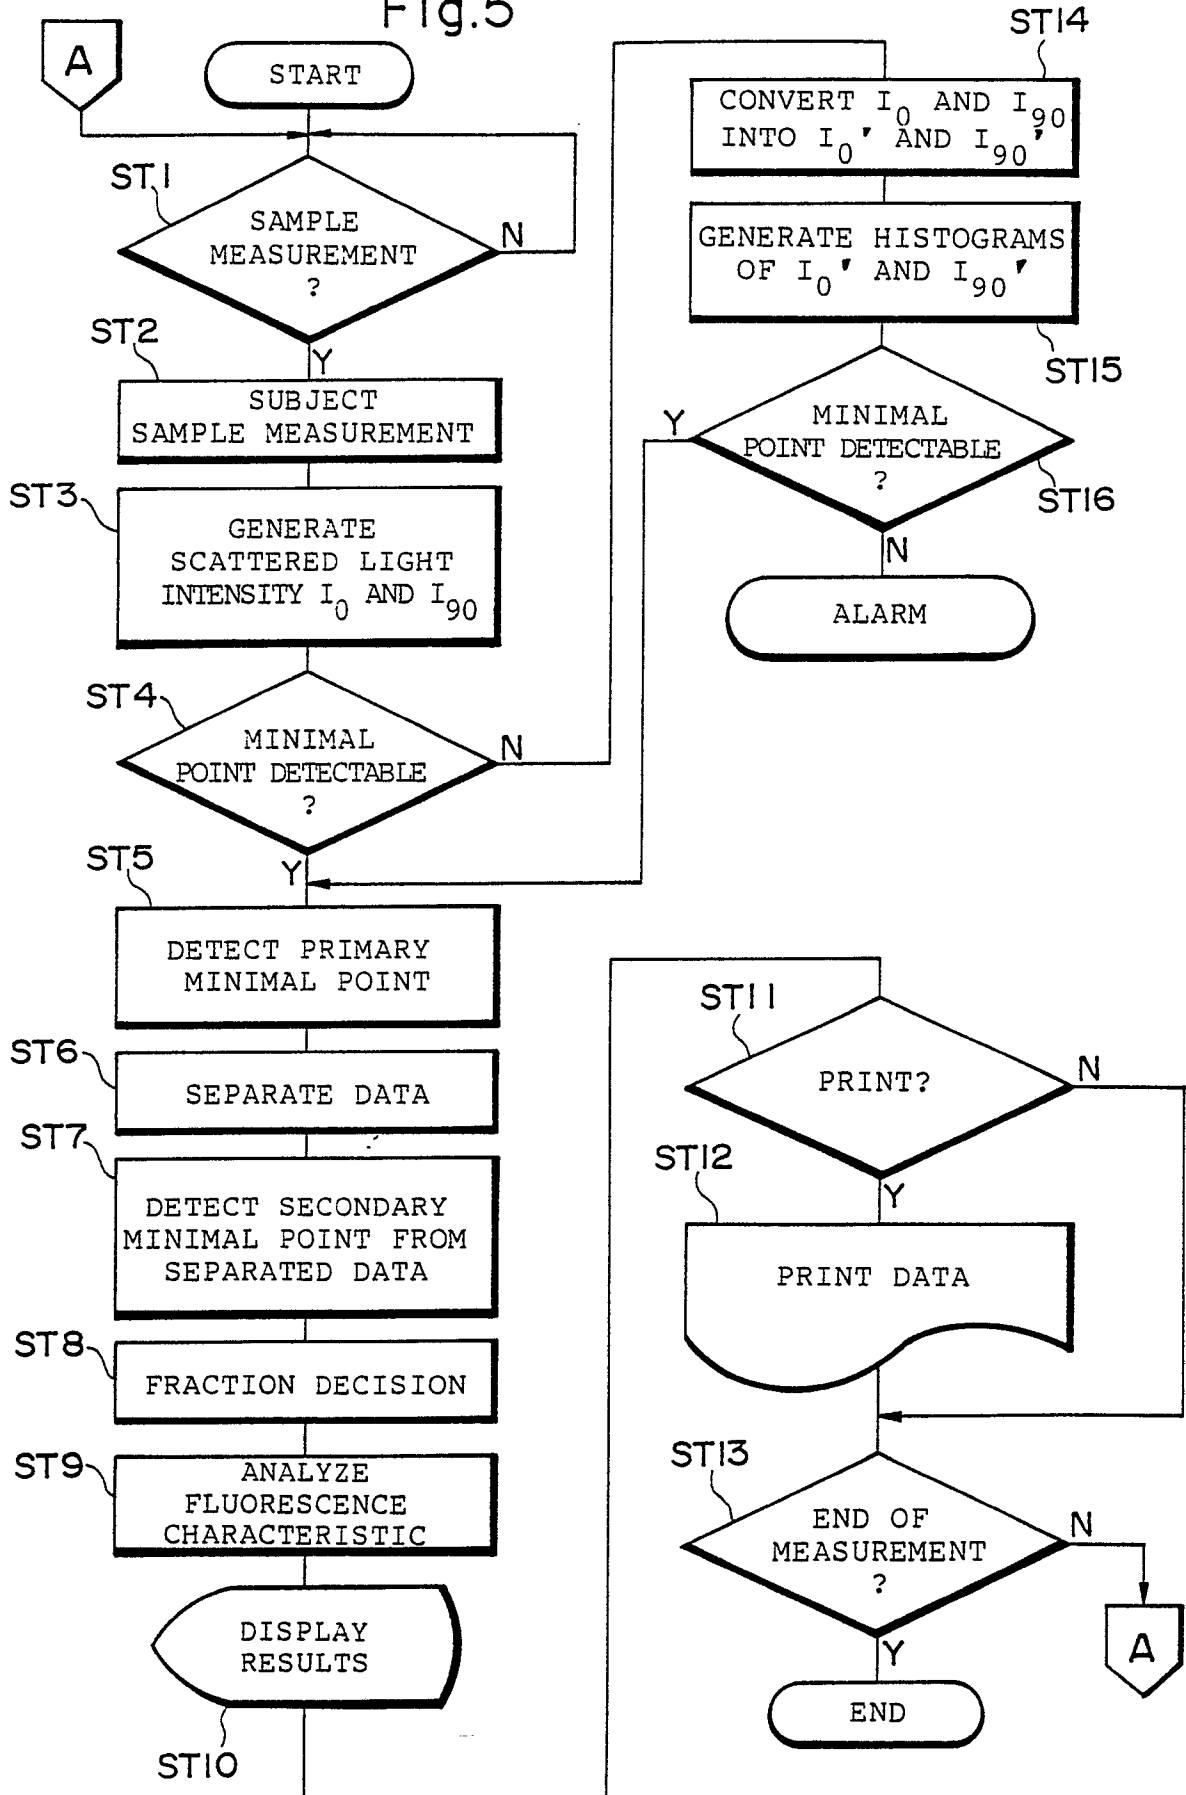 Fig.5
A
START
ST1
SAMPLE
MEASUREMENT
?
N
Y
ST2
SUBJECT
SAMPLE MEASUREMENT
ST3
GENERATE
SCATTERED LIGHT
INTENSITY I0 AND I90
ST4
MINIMAL
POINT DETECTABLE
?
N
Y
ST5
DETECT PRIMARY
MINIMAL POINT
ST6
SEPARATE DATA
ST7
DETECT SECONDARY
MINIMAL POINT FROM
SEPARATED DATA
ST8
FRACTION DECISION
ST9
ANALYZE
FLUORESCENCE
CHARACTERISTIC
DISPLAY
RESULTS
ST10
ST14
CONVERT I0 AND I90
INTO I0' AND I90'
GENERATE HISTOGRAMS
OF I0' AND I90'
ST15
MINIMAL
POINT DETECTABLE
?
Y
ST16
N
ALARM
ST11
PRINT?
N
Y
ST12
PRINT DATA
ST13
END OF
MEASUREMENT
?
N
A
Y
END